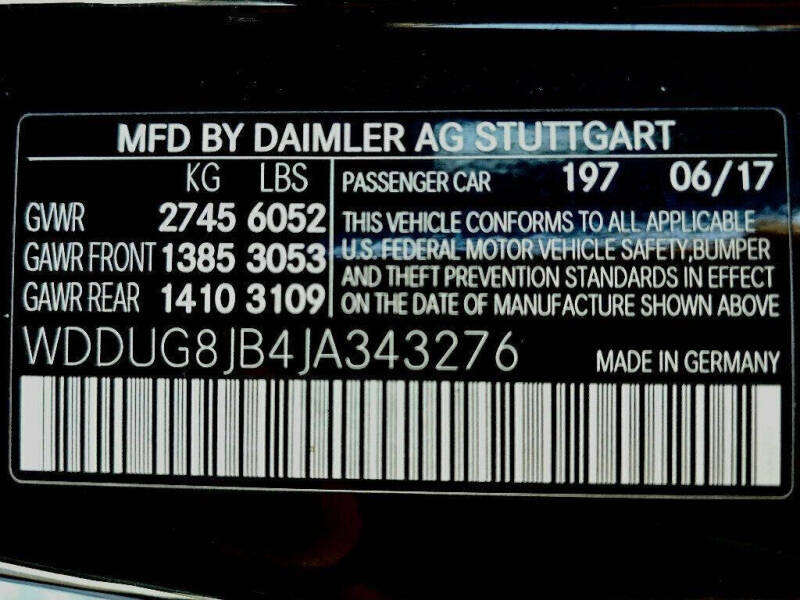 MFD BY DAIMLER AG STUTTGART
KG LBS
GVWR 2745 6052
GAWR FRONT 1385 3053
GAWR REAR 1410 3109
PASSENGER CAR 197 06/17
THIS VEHICLE CONFORMS TO ALL APPLICABLE
U.S. FEDERAL MOTOR VEHICLE SAFETY,BUMPER
AND THEFT PREVENTION STANDARDS IN EFFECT
ON THE DATE OF MANUFACTURE SHOWN ABOVE
WDDUG8JB4JA343276
MADE IN GERMANY